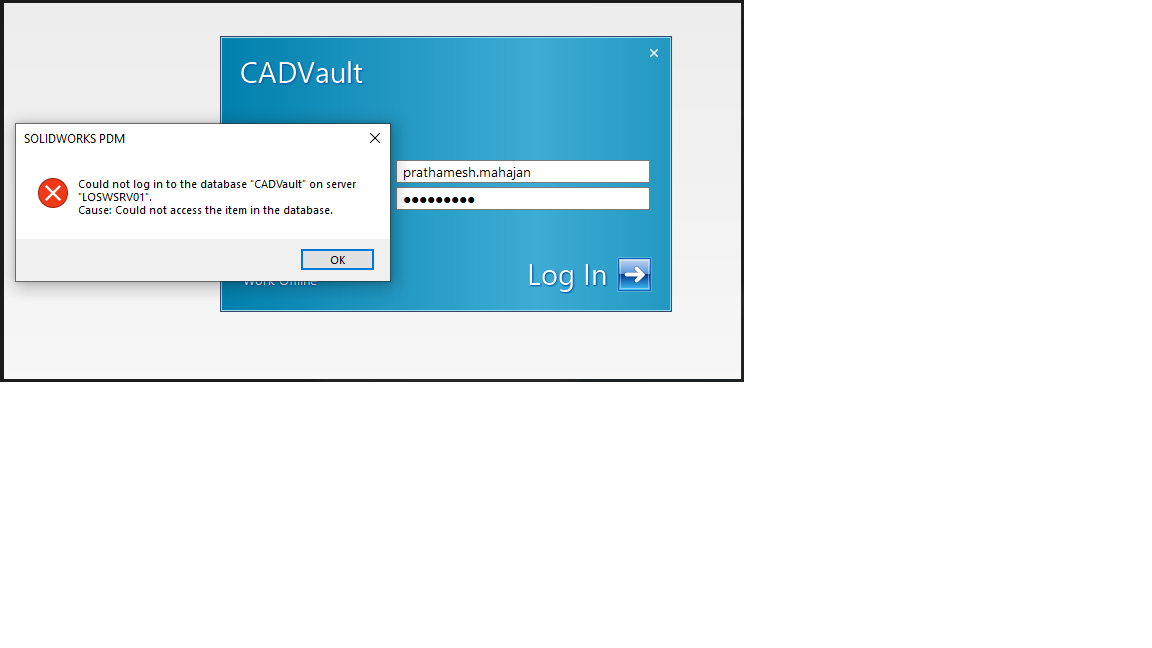 CADVault
SOLIDWORKS PDM
Could not log in to the database "CADVault" on server
"LOSWSRV01".
Cause: Could not access the item in the database.
OK
prathamesh.mahajan
Log In
Work Offline